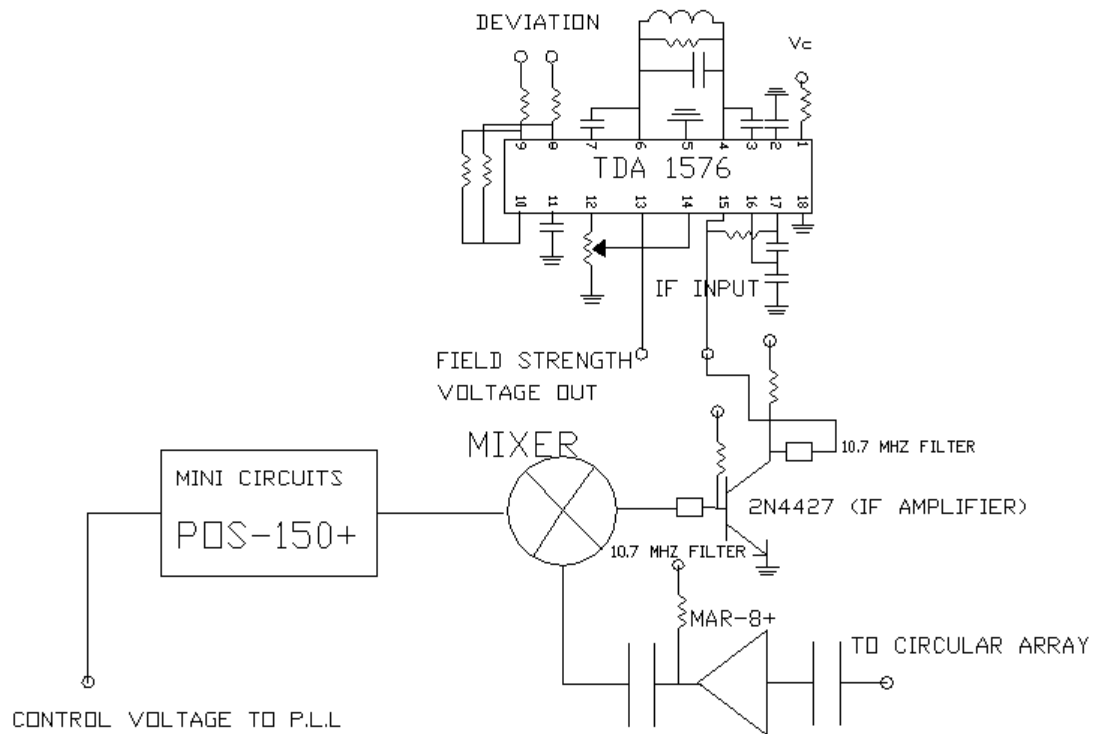 DEVIATION
Vc
9 8 7 6 5 4 3 2 1
TDA 1576
10 11 12 13 14 15 16 17 18
IF INPUT
FIELD STRENGTH
VOLTAGE OUT
MIXER
10.7 MHZ FILTER
MINI CIRCUITS
POS-150+
2N4427 (IF AMPLIFIER)
10.7 MHZ FILTER
MAR-8+
TO CIRCULAR ARRAY
CONTROL VOLTAGE TO P.L.L